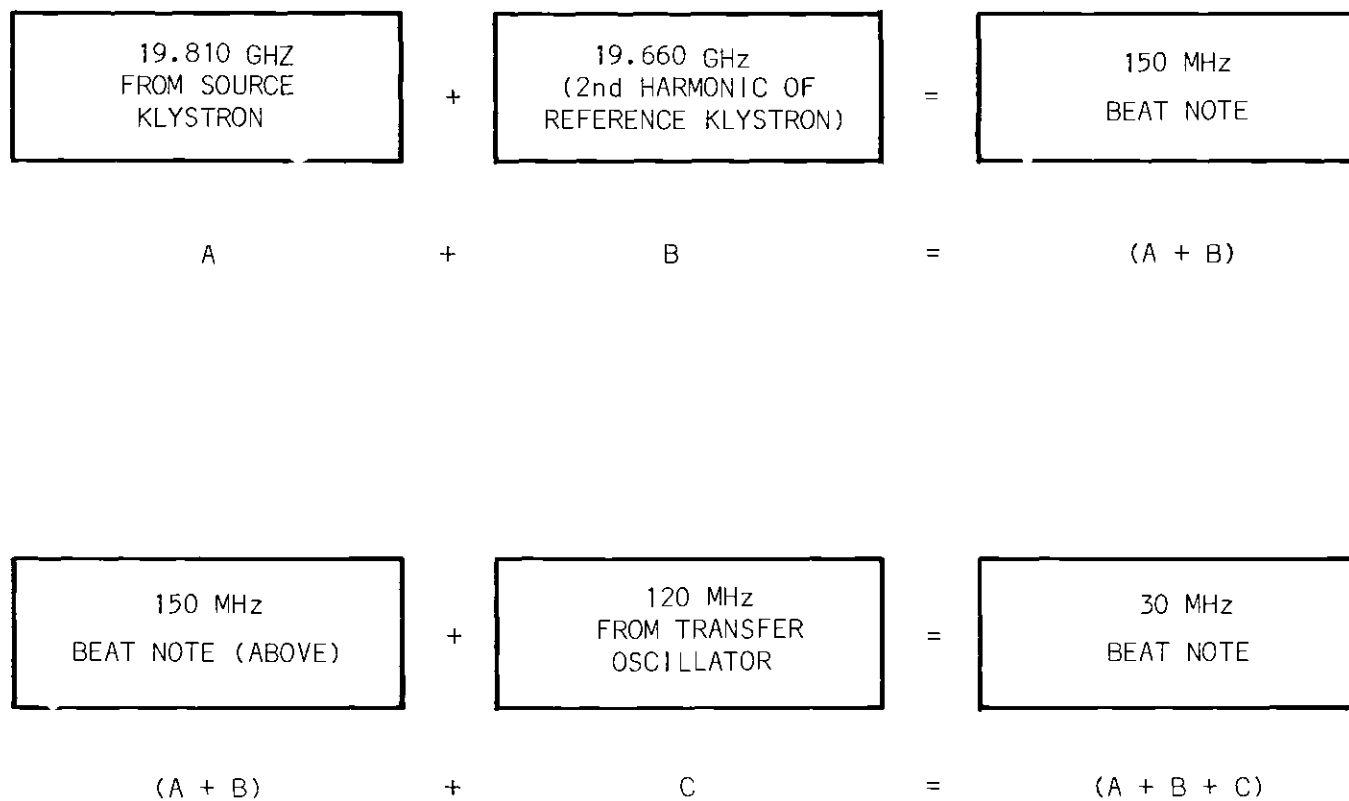 19.810 GHZ
FROM SOURCE
KLYSTRON
+
19.660 GHz
(2nd HARMONIC OF
REFERENCE KLYSTRON)
=
150 MHz
BEAT NOTE
A + B = (A + B)
150 MHz
BEAT NOTE (ABOVE)
+
120 MHz
FROM TRANSFER
OSCILLATOR
=
30 MHz
BEAT NOTE
(A + B) + C = (A + B + C)